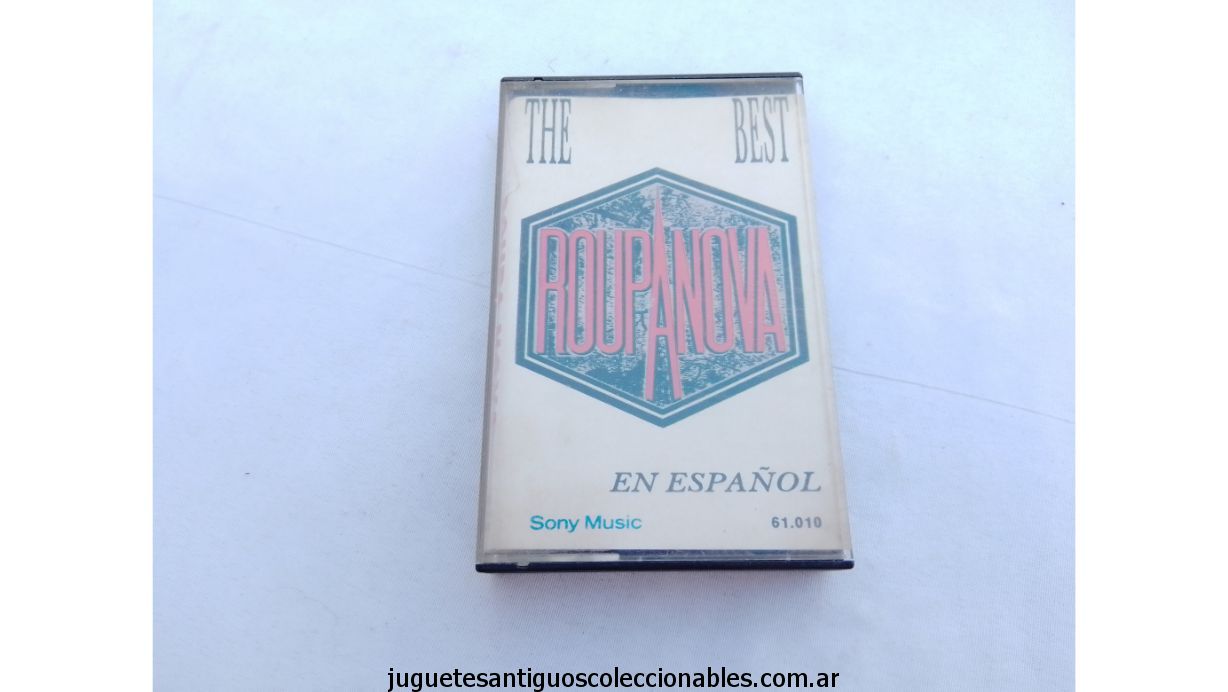 THE BEST
ROUPANOVA
EN ESPAÑOL
Sony Music 61.010
juguetesantiguoscoleccionables.com.ar